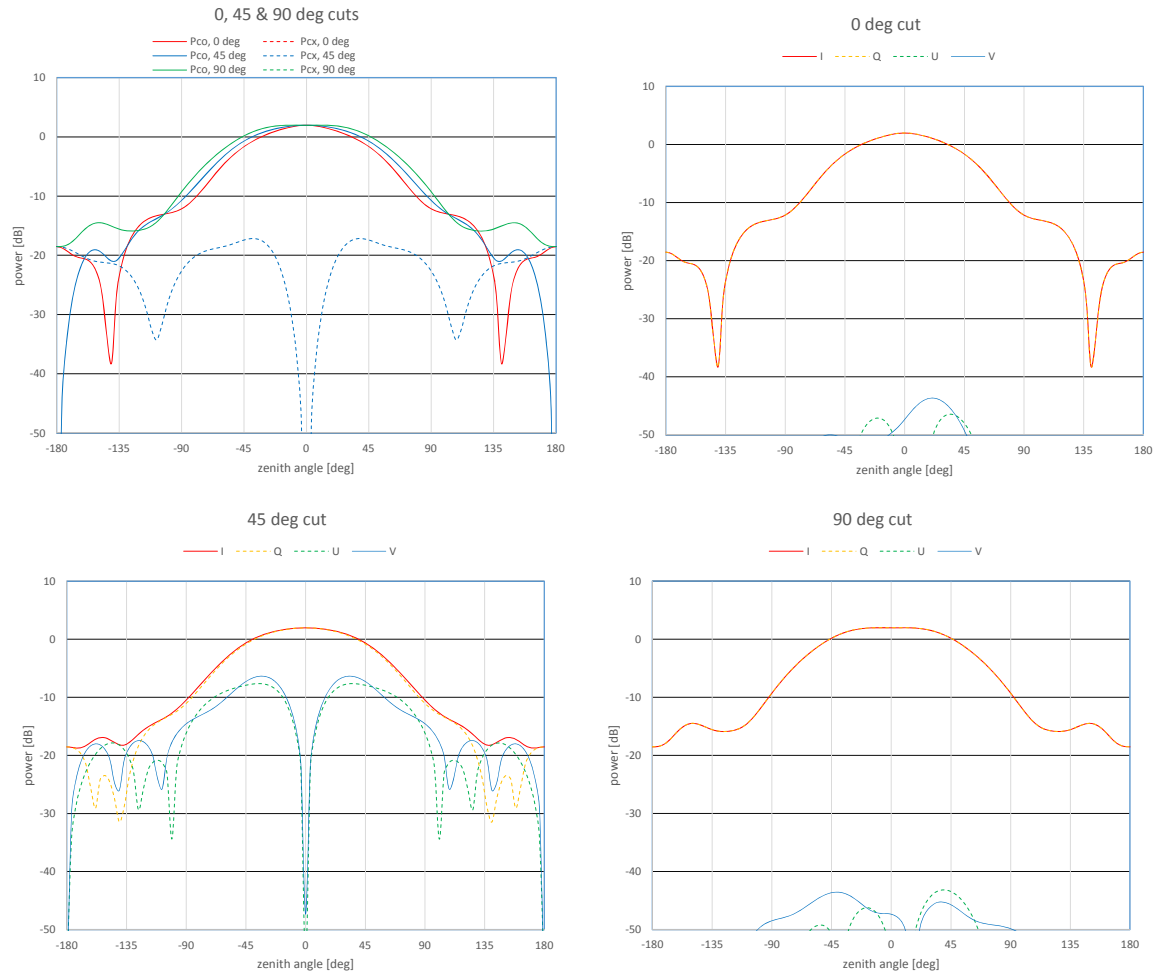 0, 45 & 90 deg cuts
Pco, 0 deg Pcx, 0 deg
Pco, 45 deg Pcx, 45 deg
Pco, 90 deg Pcx, 90 deg
10
0
-10
-20
-30
-40
-50
power [dB]
-180 -135 -90 -45 0 45 90 135 180
zenith angle [deg]
0 deg cut
I Q U V
10
0
-10
-20
-30
-40
-50
power [dB]
-180 -135 -90 -45 0 45 90 135 180
zenith angle [deg]
45 deg cut
I Q U V
10
0
-10
-20
-30
-40
-50
power [dB]
-180 -135 -90 -45 0 45 90 135 180
zenith angle [deg]
90 deg cut
I Q U V
10
0
-10
-20
-30
-40
-50
power [dB]
-180 -135 -90 -45 0 45 90 135 180
zenith angle [deg]